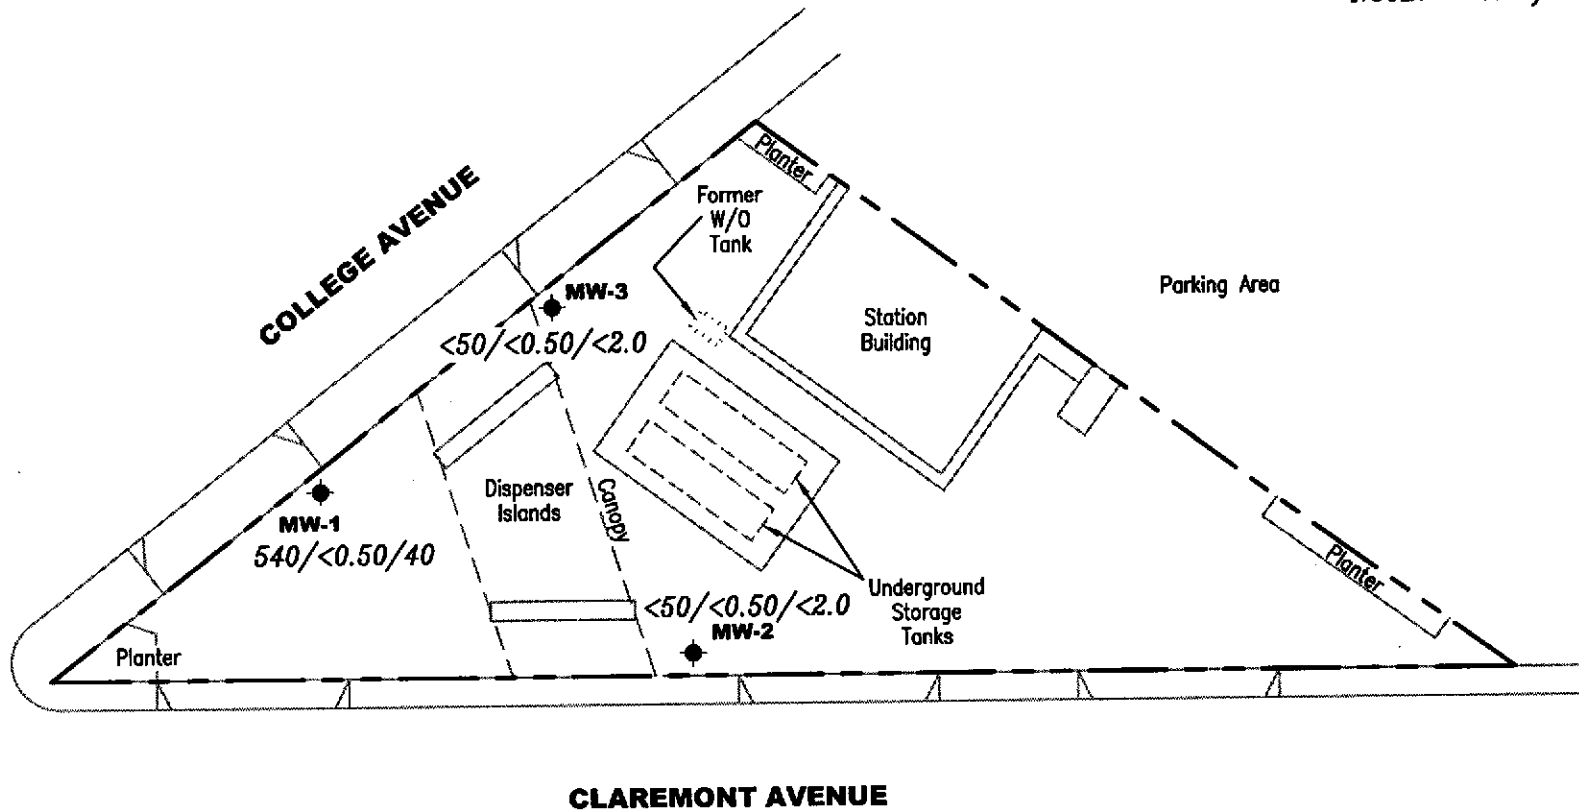 Planter
Former
W/O
Tank
COLLEGE AVENUE
MW-3
<50/<0.50/<2.0
Parking Area
Station
Building
Dispenser
Islands
Canopy
MW-1
540/<0.50/40
Underground
Storage
Tanks
<50/<0.50/<2.0
MW-2
Planter
Planter
CLAREMONT AVENUE